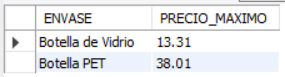 ENVASE PRECIO_MAXIMO
Botella de Vidrio 13.31
Botella PET 38.01